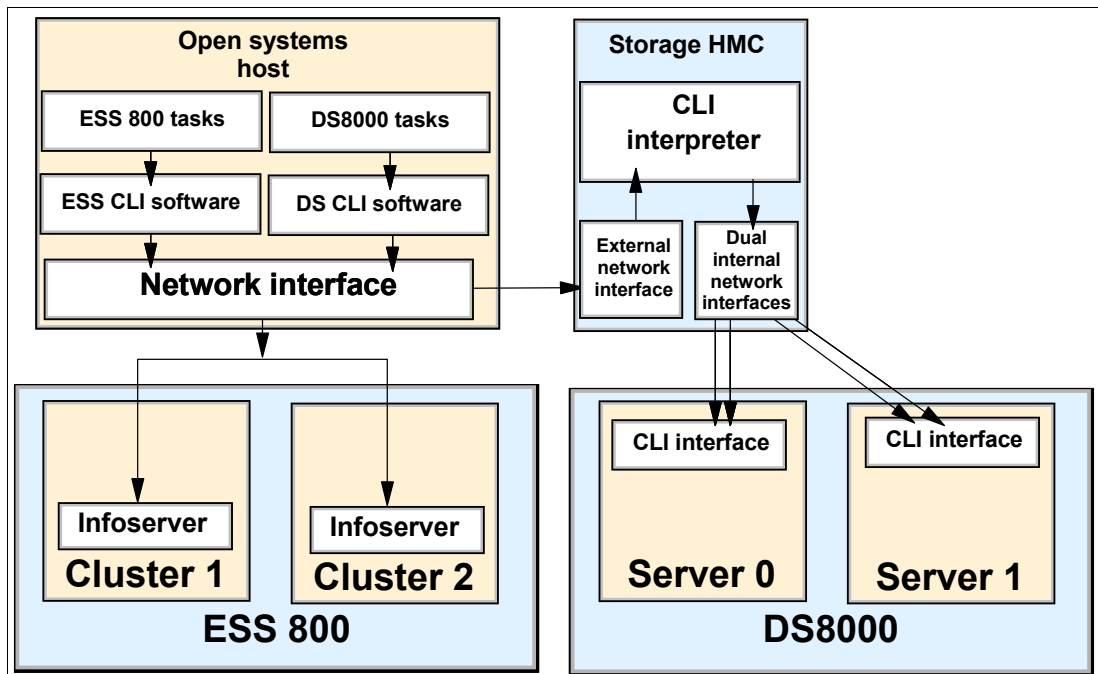 Open systems
host
ESS 800 tasks
DS8000 tasks
ESS CLI software
DS CLI software
Network interface
Storage HMC
CLI
interpreter
External
network
interface
Dual
internal
network
interfaces
Infoserver
Cluster 1
Infoserver
Cluster 2
ESS 800
CLI interface
Server 0
CLI interface
Server 1
DS8000